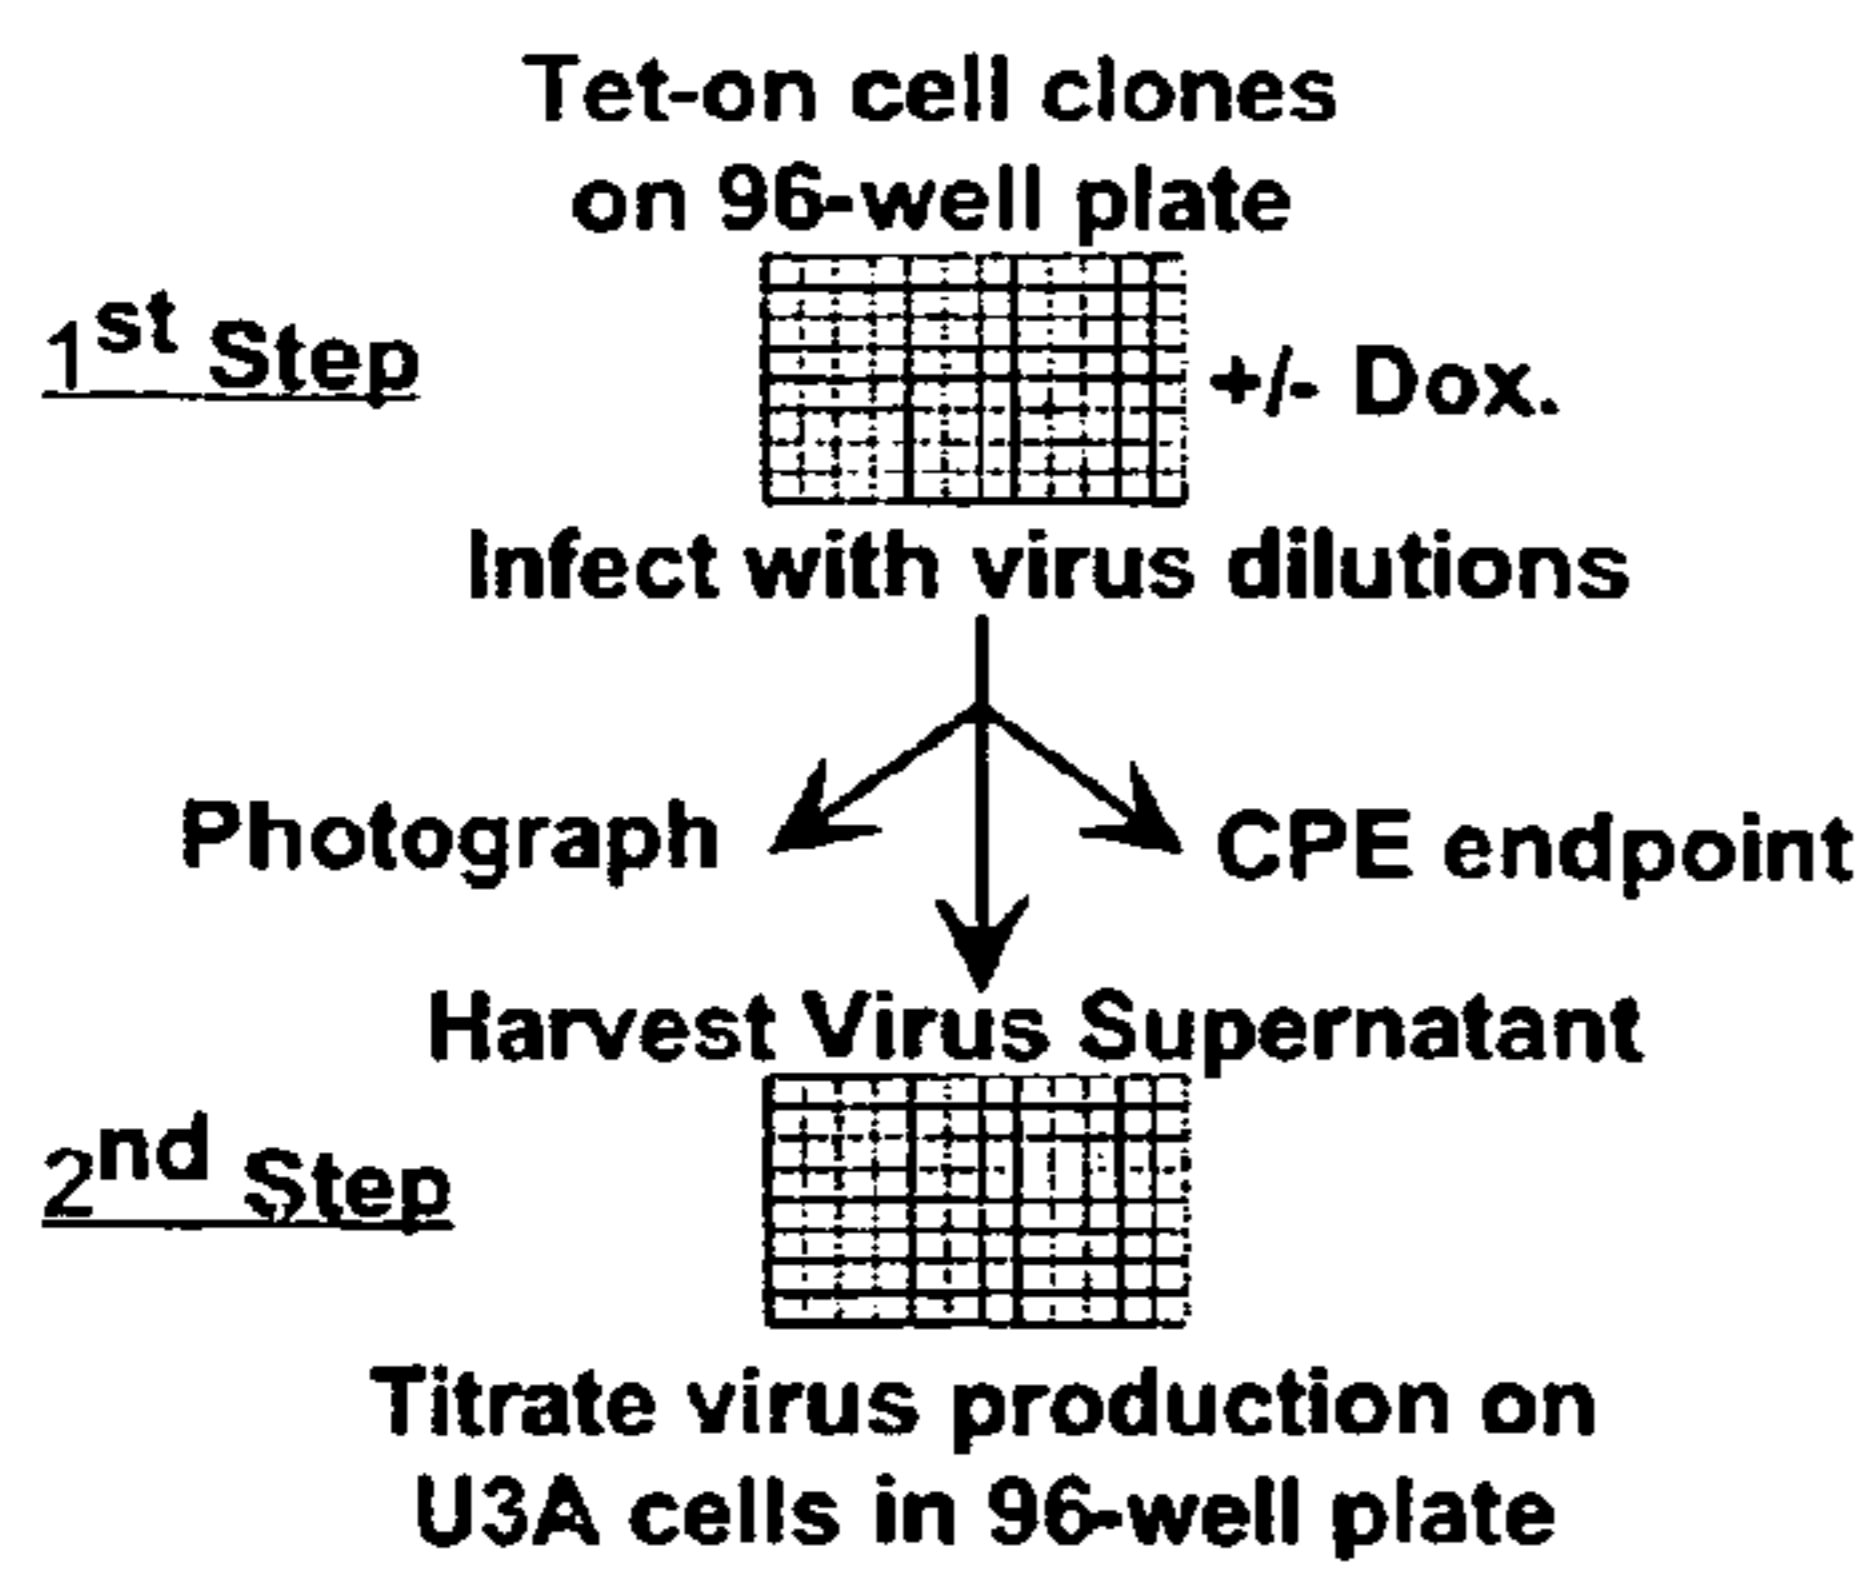 Tet-on cell clones
on 96-well plate
1st Step
+/- Dox.
Infect with virus dilutions
Photograph
CPE endpoint
Harvest Virus Supernatant
2nd Step
Titrate virus production on
U3A cells in 96-well plate